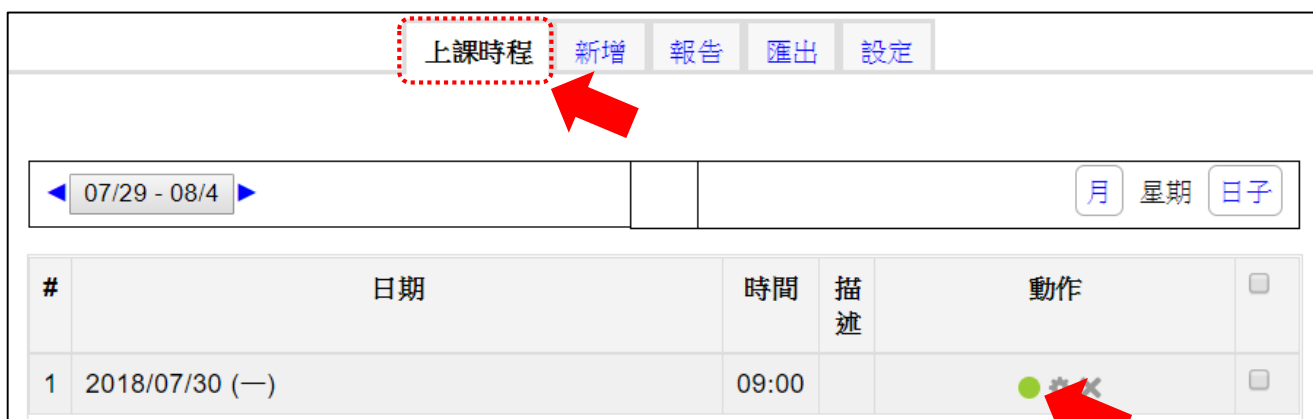 上課時程 新增 報告 匯出 設定
07/29 - 08/4 月 星期 日子
# 日期 時間 描述 動作
1 2018/07/30 (一) 09:00